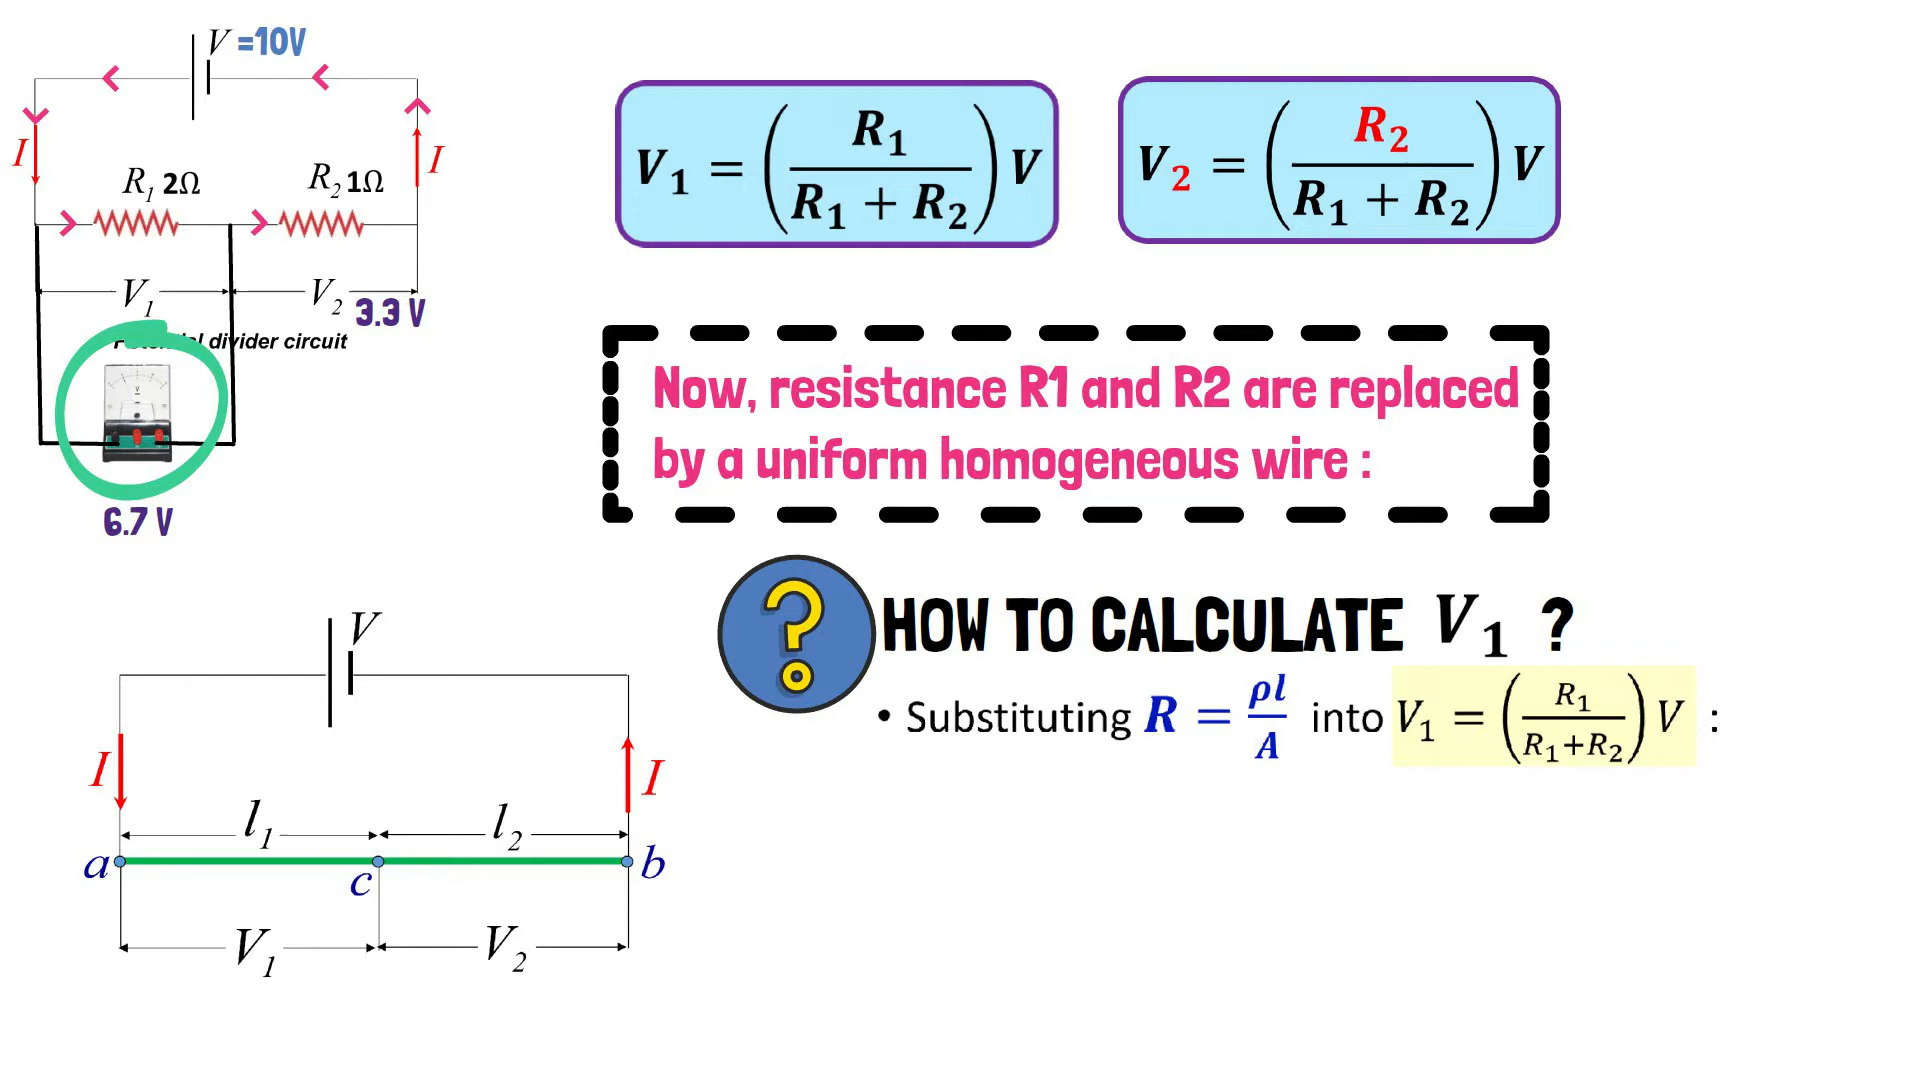 V =10V
I
I
R1 2Ω
R2 1Ω
V1
V2
3.3 V
divider circuit
6.7 V
V1 = (R1 / (R1 + R2)) V
V2 = (R2 / (R1 + R2)) V
Now, resistance R1 and R2 are replaced
by a uniform homogeneous wire :
HOW TO CALCULATE V1 ?
• Substituting R = ρl / A into V1 = (R1 / (R1+R2)) V :
V
I
I
l1
l2
a
c
b
V1
V2